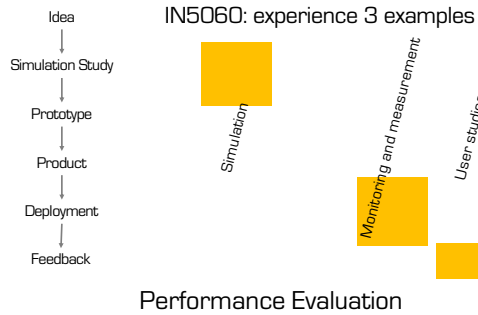 IN5060: experience 3 examples
Idea
Simulation Study
Prototype
Product
Deployment
Feedback
Simulation
Monitoring and measurement
User studies
Performance Evaluation